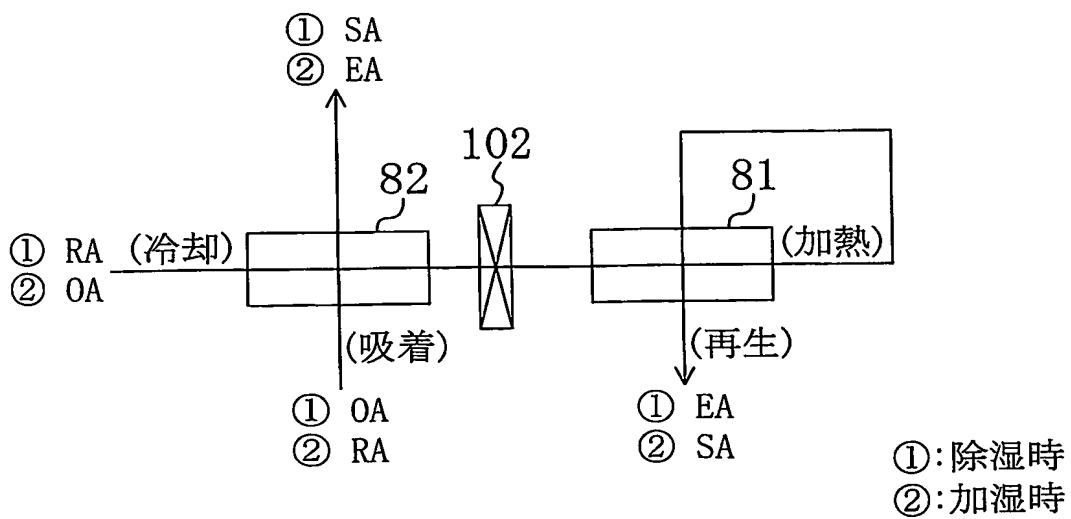 ① SA
② EA
102
82
81
① RA (冷却)
② OA
(加熱)
(吸着)
(再生)
① OA
② RA
① EA
② SA
①:除湿時
②:加湿時